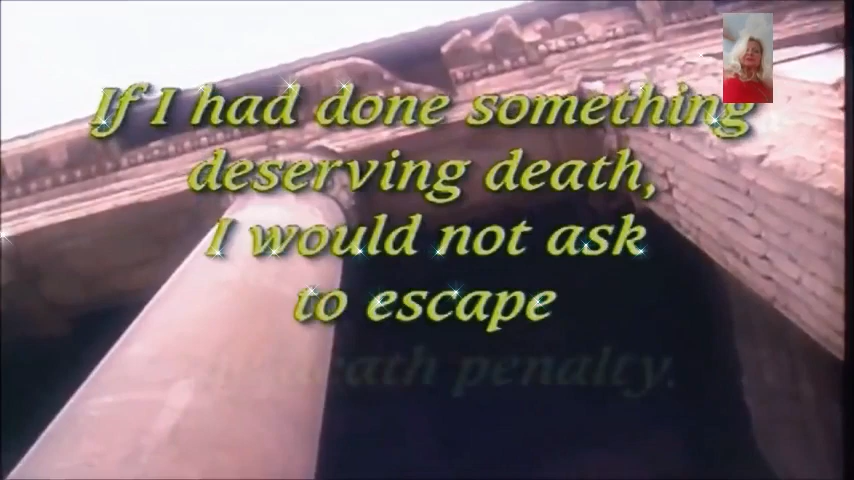 If I had done something
deserving death,
I would not ask
to escape
death penalty.